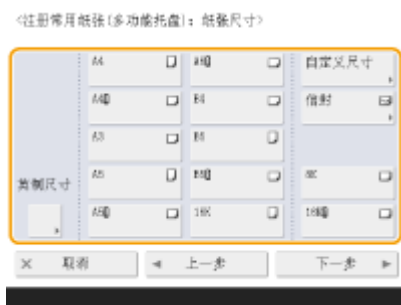 <注册常用纸张(多功能托盘): 纸张尺寸>
A4
A4R
A3
A5
A5R
A6R
B4
B5
B5R
16K
自定义尺寸
信封
8K
16KR
英制尺寸
× 取消
◀ 上一步
下一步 ▶